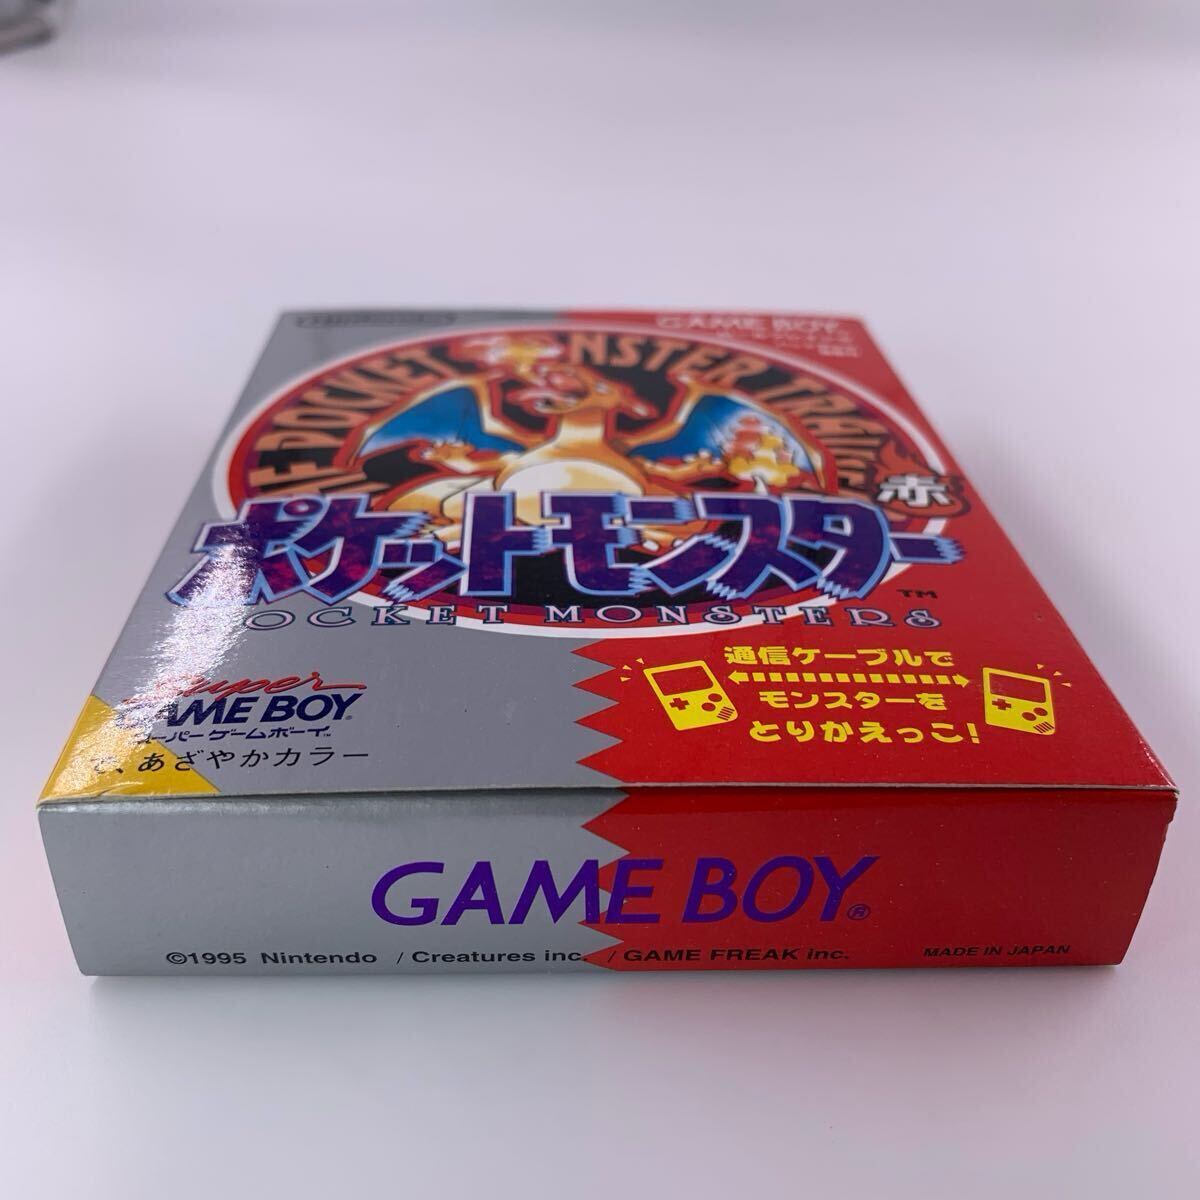 GAME BOY
POCKET MONSTER TRAINER
赤
ポケットモンスター
TM
POCKET MONSTERS
通信ケーブルで
モンスターを
とりかえっこ!
Super
GAME BOY®
スーパーゲームボーイ™
で、あざやかカラー
GAME BOY®
©1995 Nintendo / Creatures inc. / GAME FREAK inc.
MADE IN JAPAN